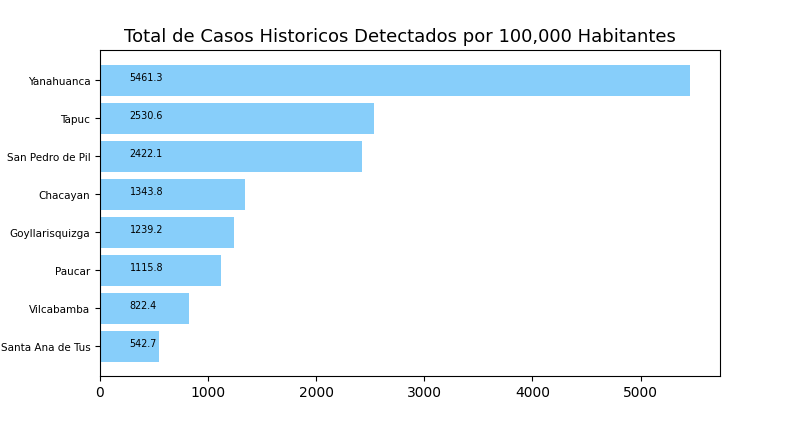 Total de Casos Historicos Detectados por 100,000 Habitantes
Yanahuanca 5461.3
Tapuc 2530.6
San Pedro de Pil 2422.1
Chacayan 1343.8
Goyllarisquizga 1239.2
Paucar 1115.8
Vilcabamba 822.4
Santa Ana de Tus 542.7
0 1000 2000 3000 4000 5000